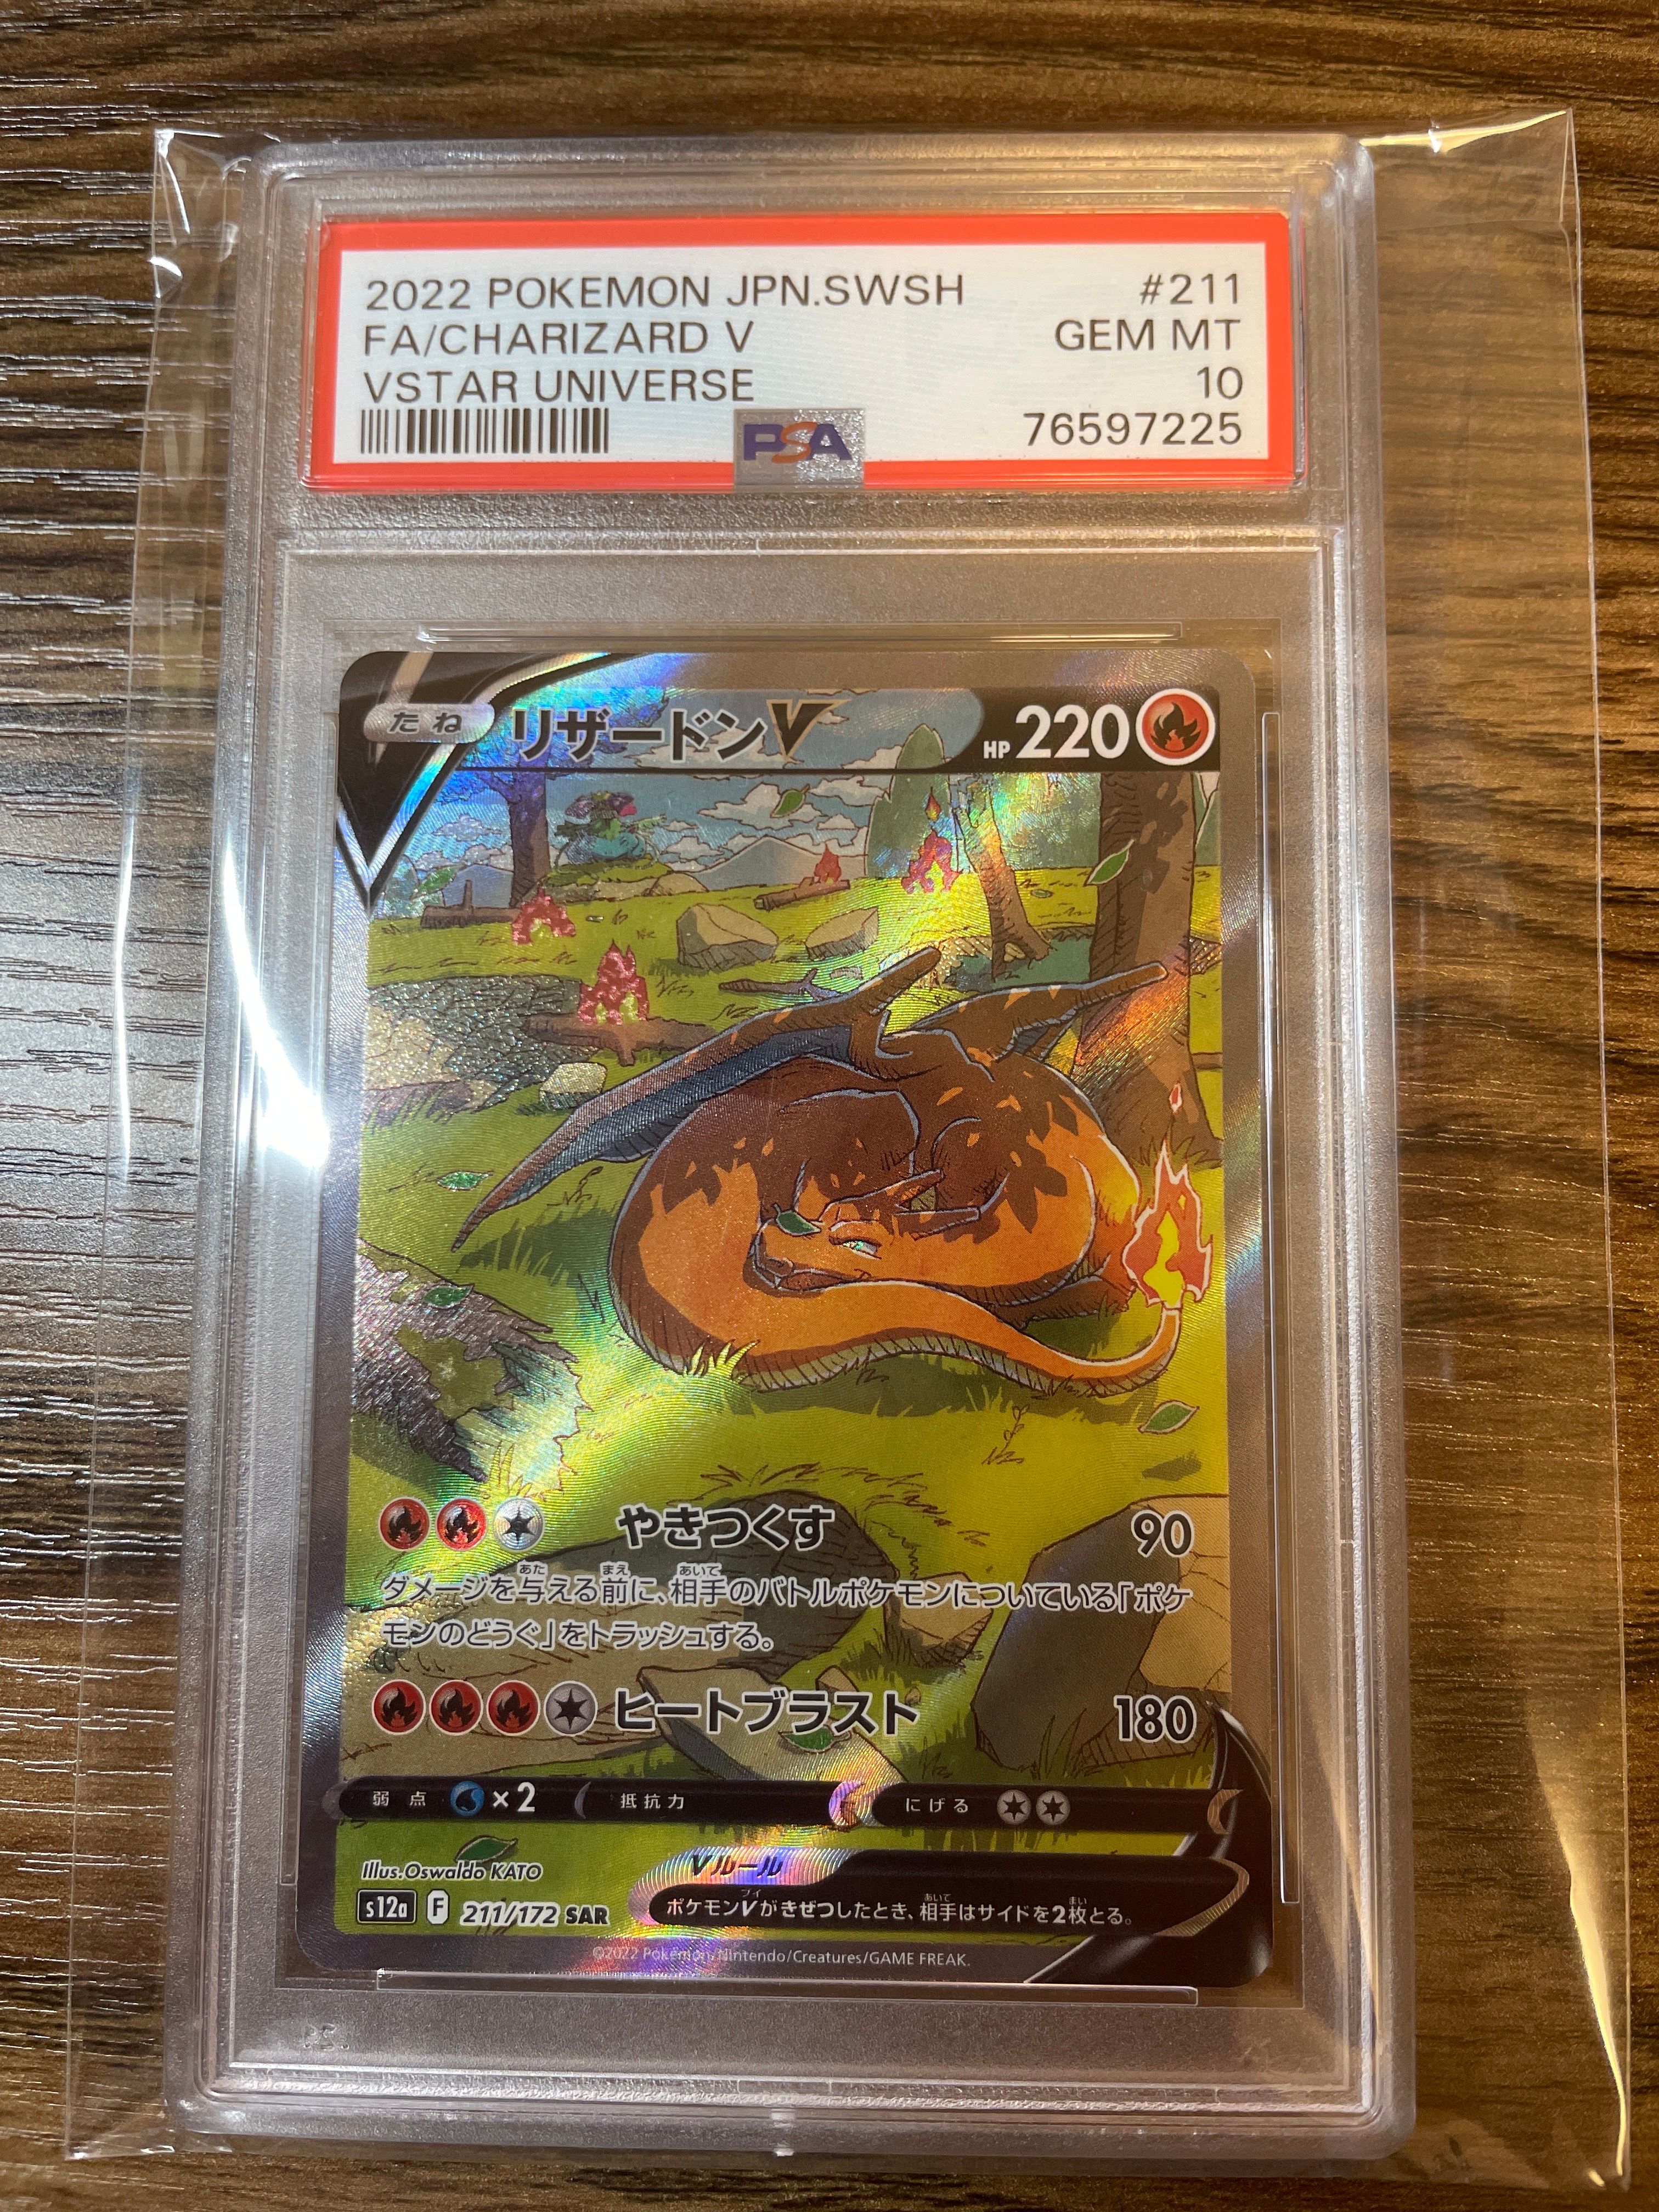 2022 POKEMON JPN.SWSH #211
FA/CHARIZARD V GEM MT
VSTAR UNIVERSE 10
PSA 76597225
たね リザードンV HP 220
やきつくす 90
ダメージを与える前に、相手のバトルポケモンについている「ポケ
モンのどうぐ」をトラッシュする。
ヒートブラスト 180
弱点 ×2 抵抗力 にげる
Illus.Oswaldo KATO
Vルール
s12a F 211/172 SAR
ポケモンVがきぜつしたとき、相手はサイドを2枚とる。
©2022 Pokémon/Nintendo/Creatures/GAME FREAK.